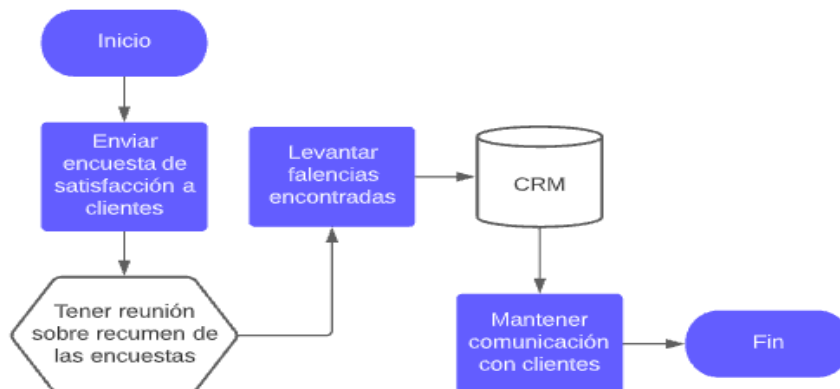 Inicio
Enviar
encuesta de
satisfacción a
clientes
Tener reunión
sobre recumen de
las encuestas
Levantar
falencias
encontradas
CRM
Mantener
comunicación
con clientes
Fin